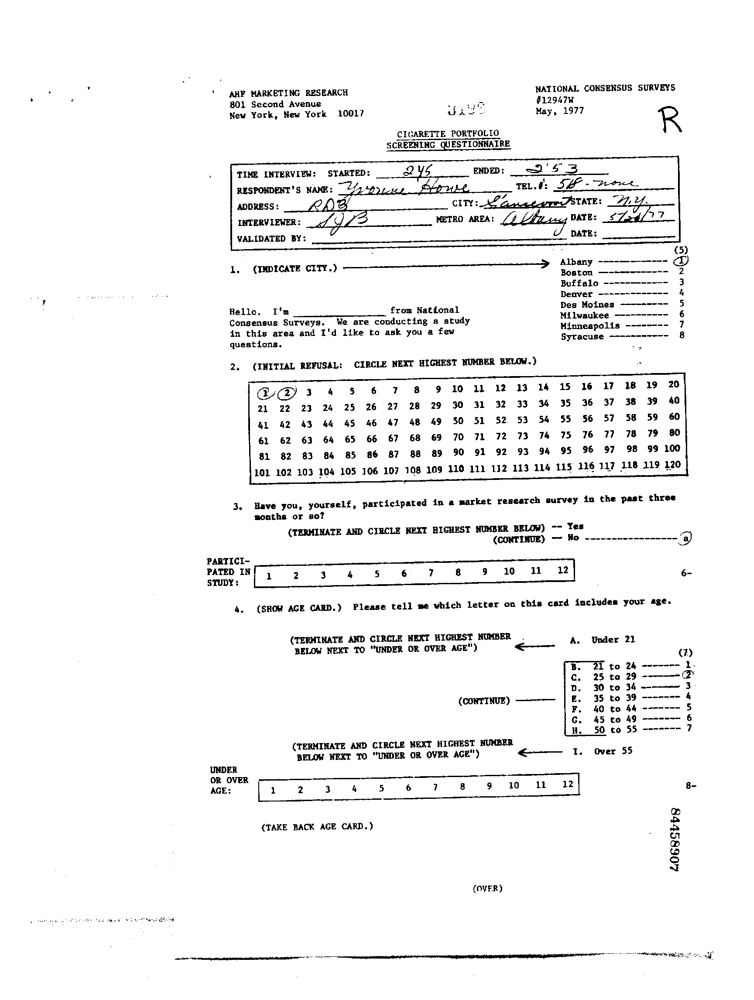 AHF MARKETING RESEARCH
801 Second Avenue
New York, New York 10017
NATIONAL CONSENSUS SURVEYS
#12947W
May, 1977
R
CIGARETTE PORTFOLIO
SCREENING QUESTIONNAIRE
TIME INTERVIEW: STARTED: 245 ENDED: 2:53
RESPONDENT'S NAME: Yvonne Howe TEL.#: 518 - none
ADDRESS: RD3 CITY: STATE: N.Y.
INTERVIEWER: METRO AREA: Albany DATE: 5/28/77
VALIDATED BY: DATE:
(5)
1. (INDICATE CITY.) Albany ------------ 1
Boston ------------ 2
Buffalo ----------- 3
Denver ------------ 4
Des Moines -------- 5
Milwaukee --------- 6
Minneapolis ------- 7
Syracuse ---------- 8
Hello. I'm ______________ from National
Consensus Surveys. We are conducting a study
in this area and I'd like to ask you a few
questions.
2. (INITIAL REFUSAL: CIRCLE NEXT HIGHEST NUMBER BELOW.)
1 2 3 4 5 6 7 8 9 10 11 12 13 14 15 16 17 18 19 20
21 22 23 24 25 26 27 28 29 30 31 32 33 34 35 36 37 38 39 40
41 42 43 44 45 46 47 48 49 50 51 52 53 54 55 56 57 58 59 60
61 62 63 64 65 66 67 68 69 70 71 72 73 74 75 76 77 78 79 80
81 82 83 84 85 86 87 88 89 90 91 92 93 94 95 96 97 98 99 100
101 102 103 104 105 106 107 108 109 110 111 112 113 114 115 116 117 118 119 120
3. Have you, yourself, participated in a market research survey in the past three
months or so?
(TERMINATE AND CIRCLE NEXT HIGHEST NUMBER BELOW) -- Yes
(CONTINUE) -- No ------------------- a
PARTICI-
PATED IN
STUDY:
1 2 3 4 5 6 7 8 9 10 11 12
6-
4. (SHOW AGE CARD.) Please tell me which letter on this card includes your age.
(TERMINATE AND CIRCLE NEXT HIGHEST NUMBER
BELOW NEXT TO "UNDER OR OVER AGE")
A. Under 21
(7)
B. 21 to 24 ------- 1
C. 25 to 29 ------- 2
D. 30 to 34 ------- 3
(CONTINUE) E. 35 to 39 ------- 4
F. 40 to 44 ------- 5
G. 45 to 49 ------- 6
H. 50 to 55 ------- 7
(TERMINATE AND CIRCLE NEXT HIGHEST NUMBER
BELOW NEXT TO "UNDER OR OVER AGE")
I. Over 55
UNDER
OR OVER
AGE:
1 2 3 4 5 6 7 8 9 10 11 12
8-
(TAKE BACK AGE CARD.)
84458907
(OVER)